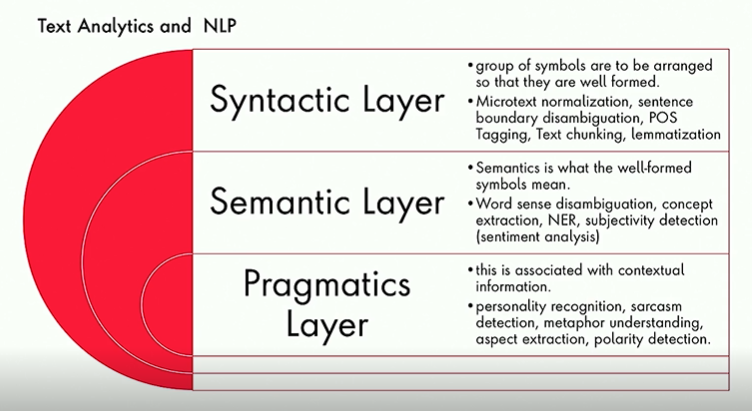 Text Analytics and NLP
Syntactic Layer
•group of symbols are to be arranged
so that they are well formed.
•Microtext normalization, sentence
boundary disambiguation, POS
Tagging, Text chunking, lemmatization
Semantic Layer
•Semantics is what the well-formed
symbols mean.
•Word sense disambiguation, concept
extraction, NER, subjectivity detection
(sentiment analysis)
Pragmatics
Layer
•this is associated with contextual
information.
•personality recognition, sarcasm
detection, metaphor understanding,
aspect extraction, polarity detection.